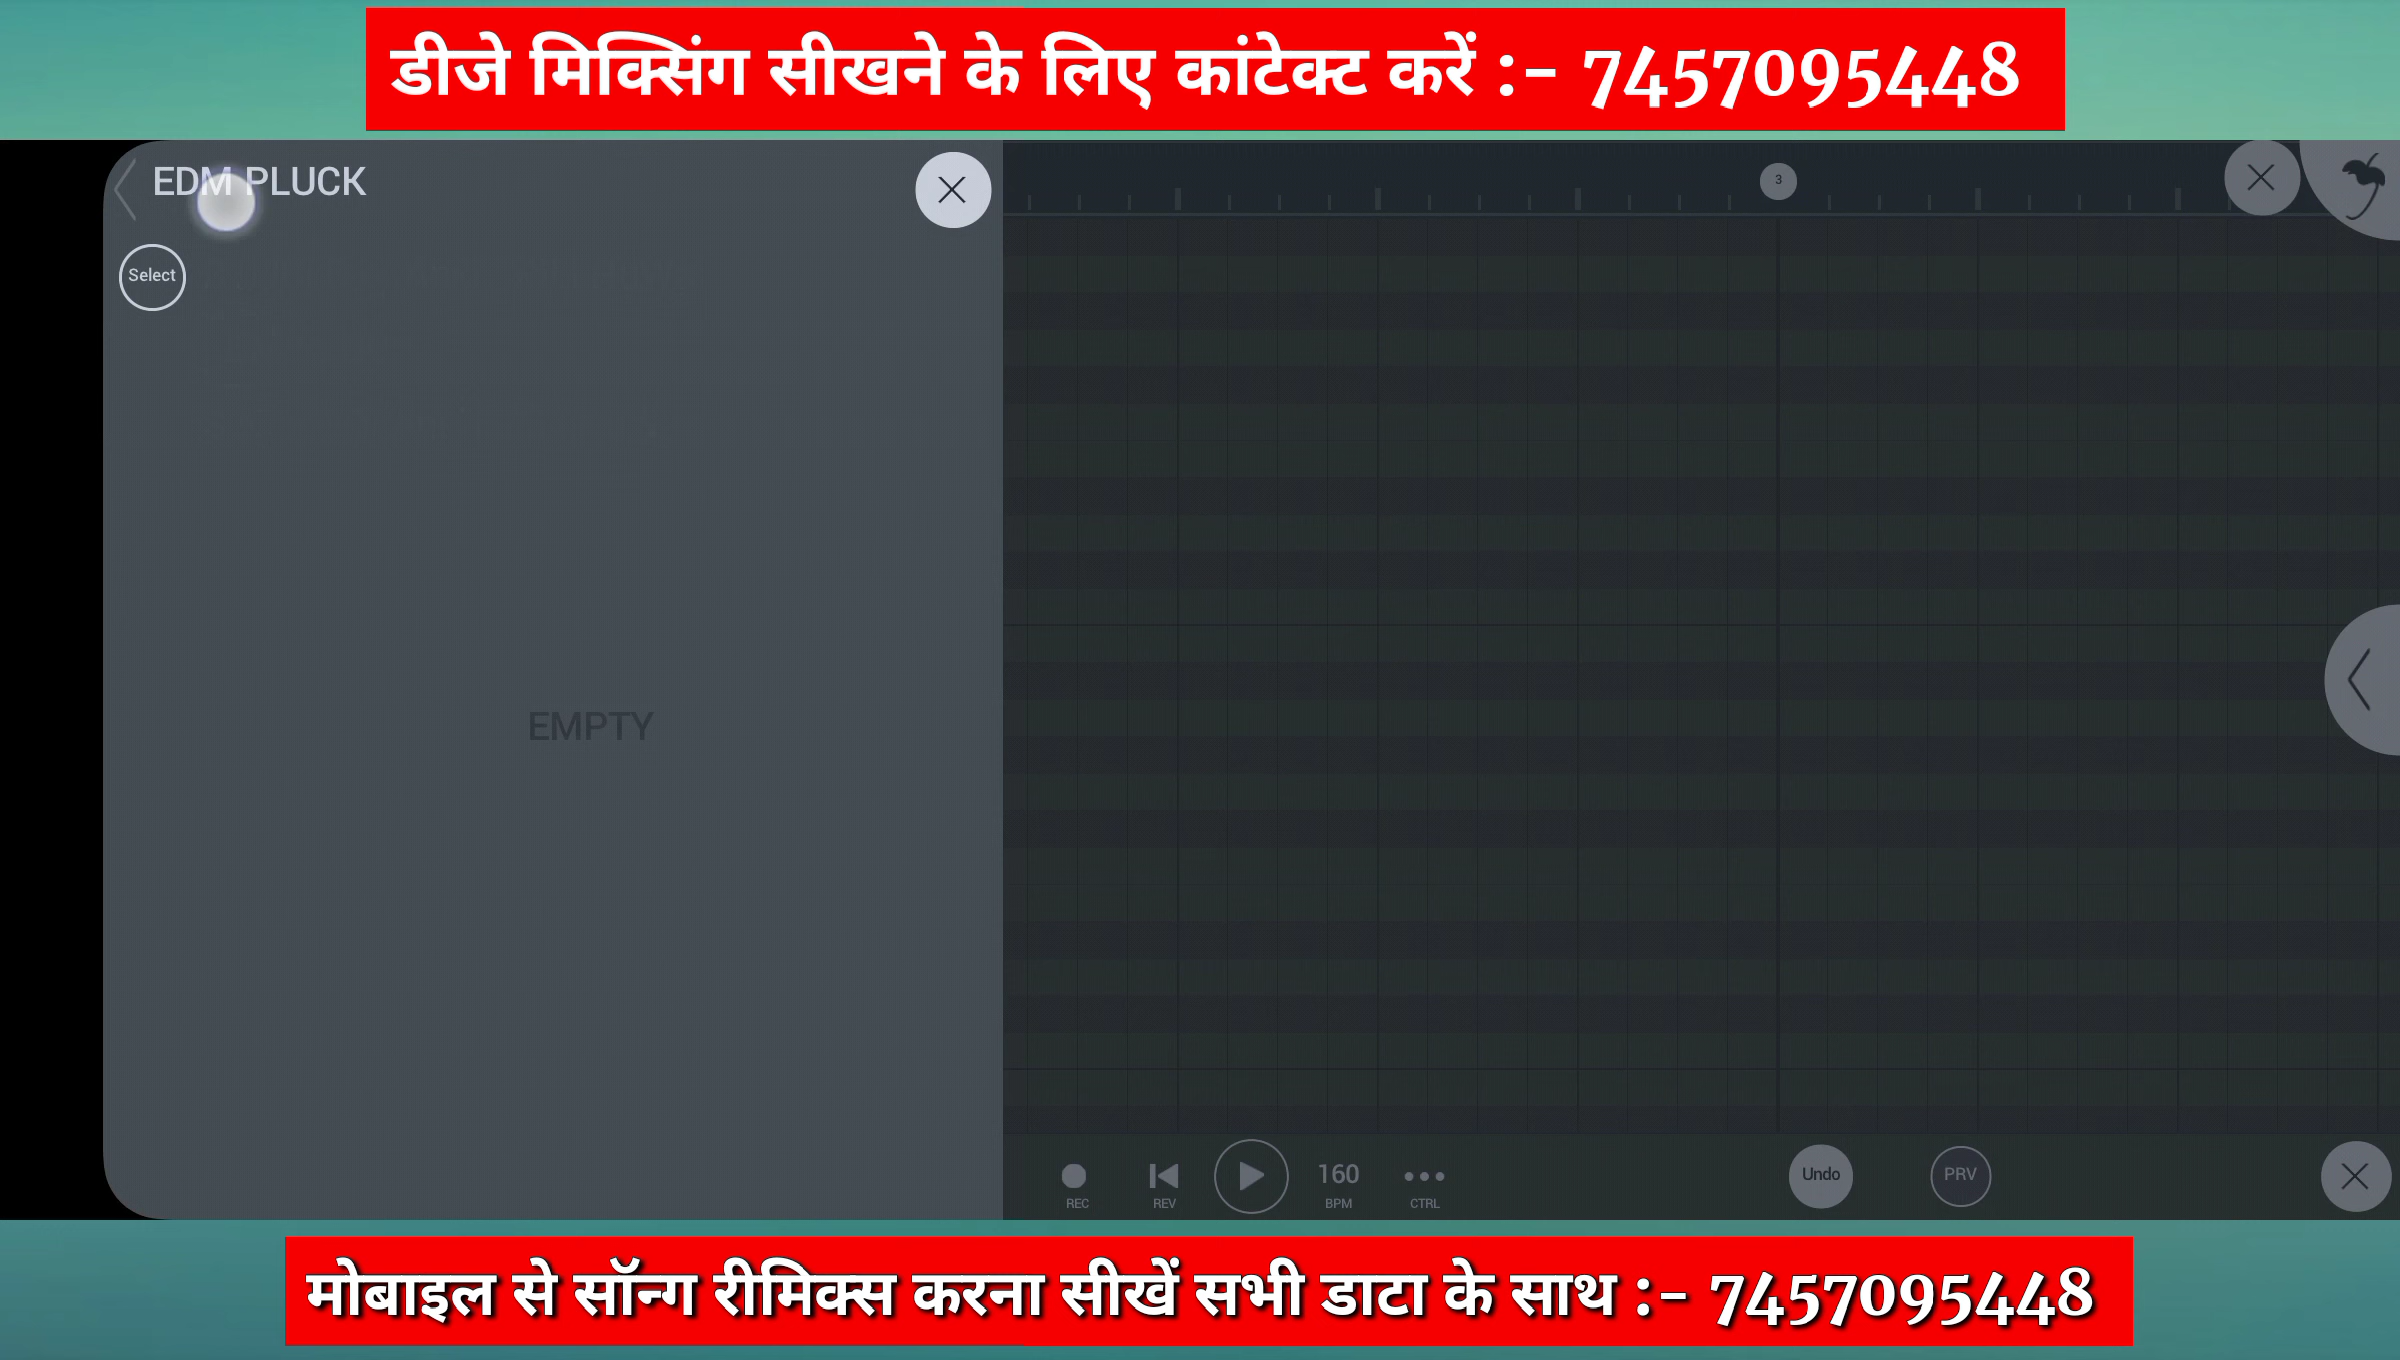 डीजे मिक्सिंग सीखने के लिए कांटेक्ट करें :- 7457095448
EDM PLUCK
3
Select
EMPTY
160
Undo
PRV
REC
REV
BPM
CTRL
मोबाइल से सॉन्ग रीमिक्स करना सीखें सभी डाटा के साथ :- 7457095448